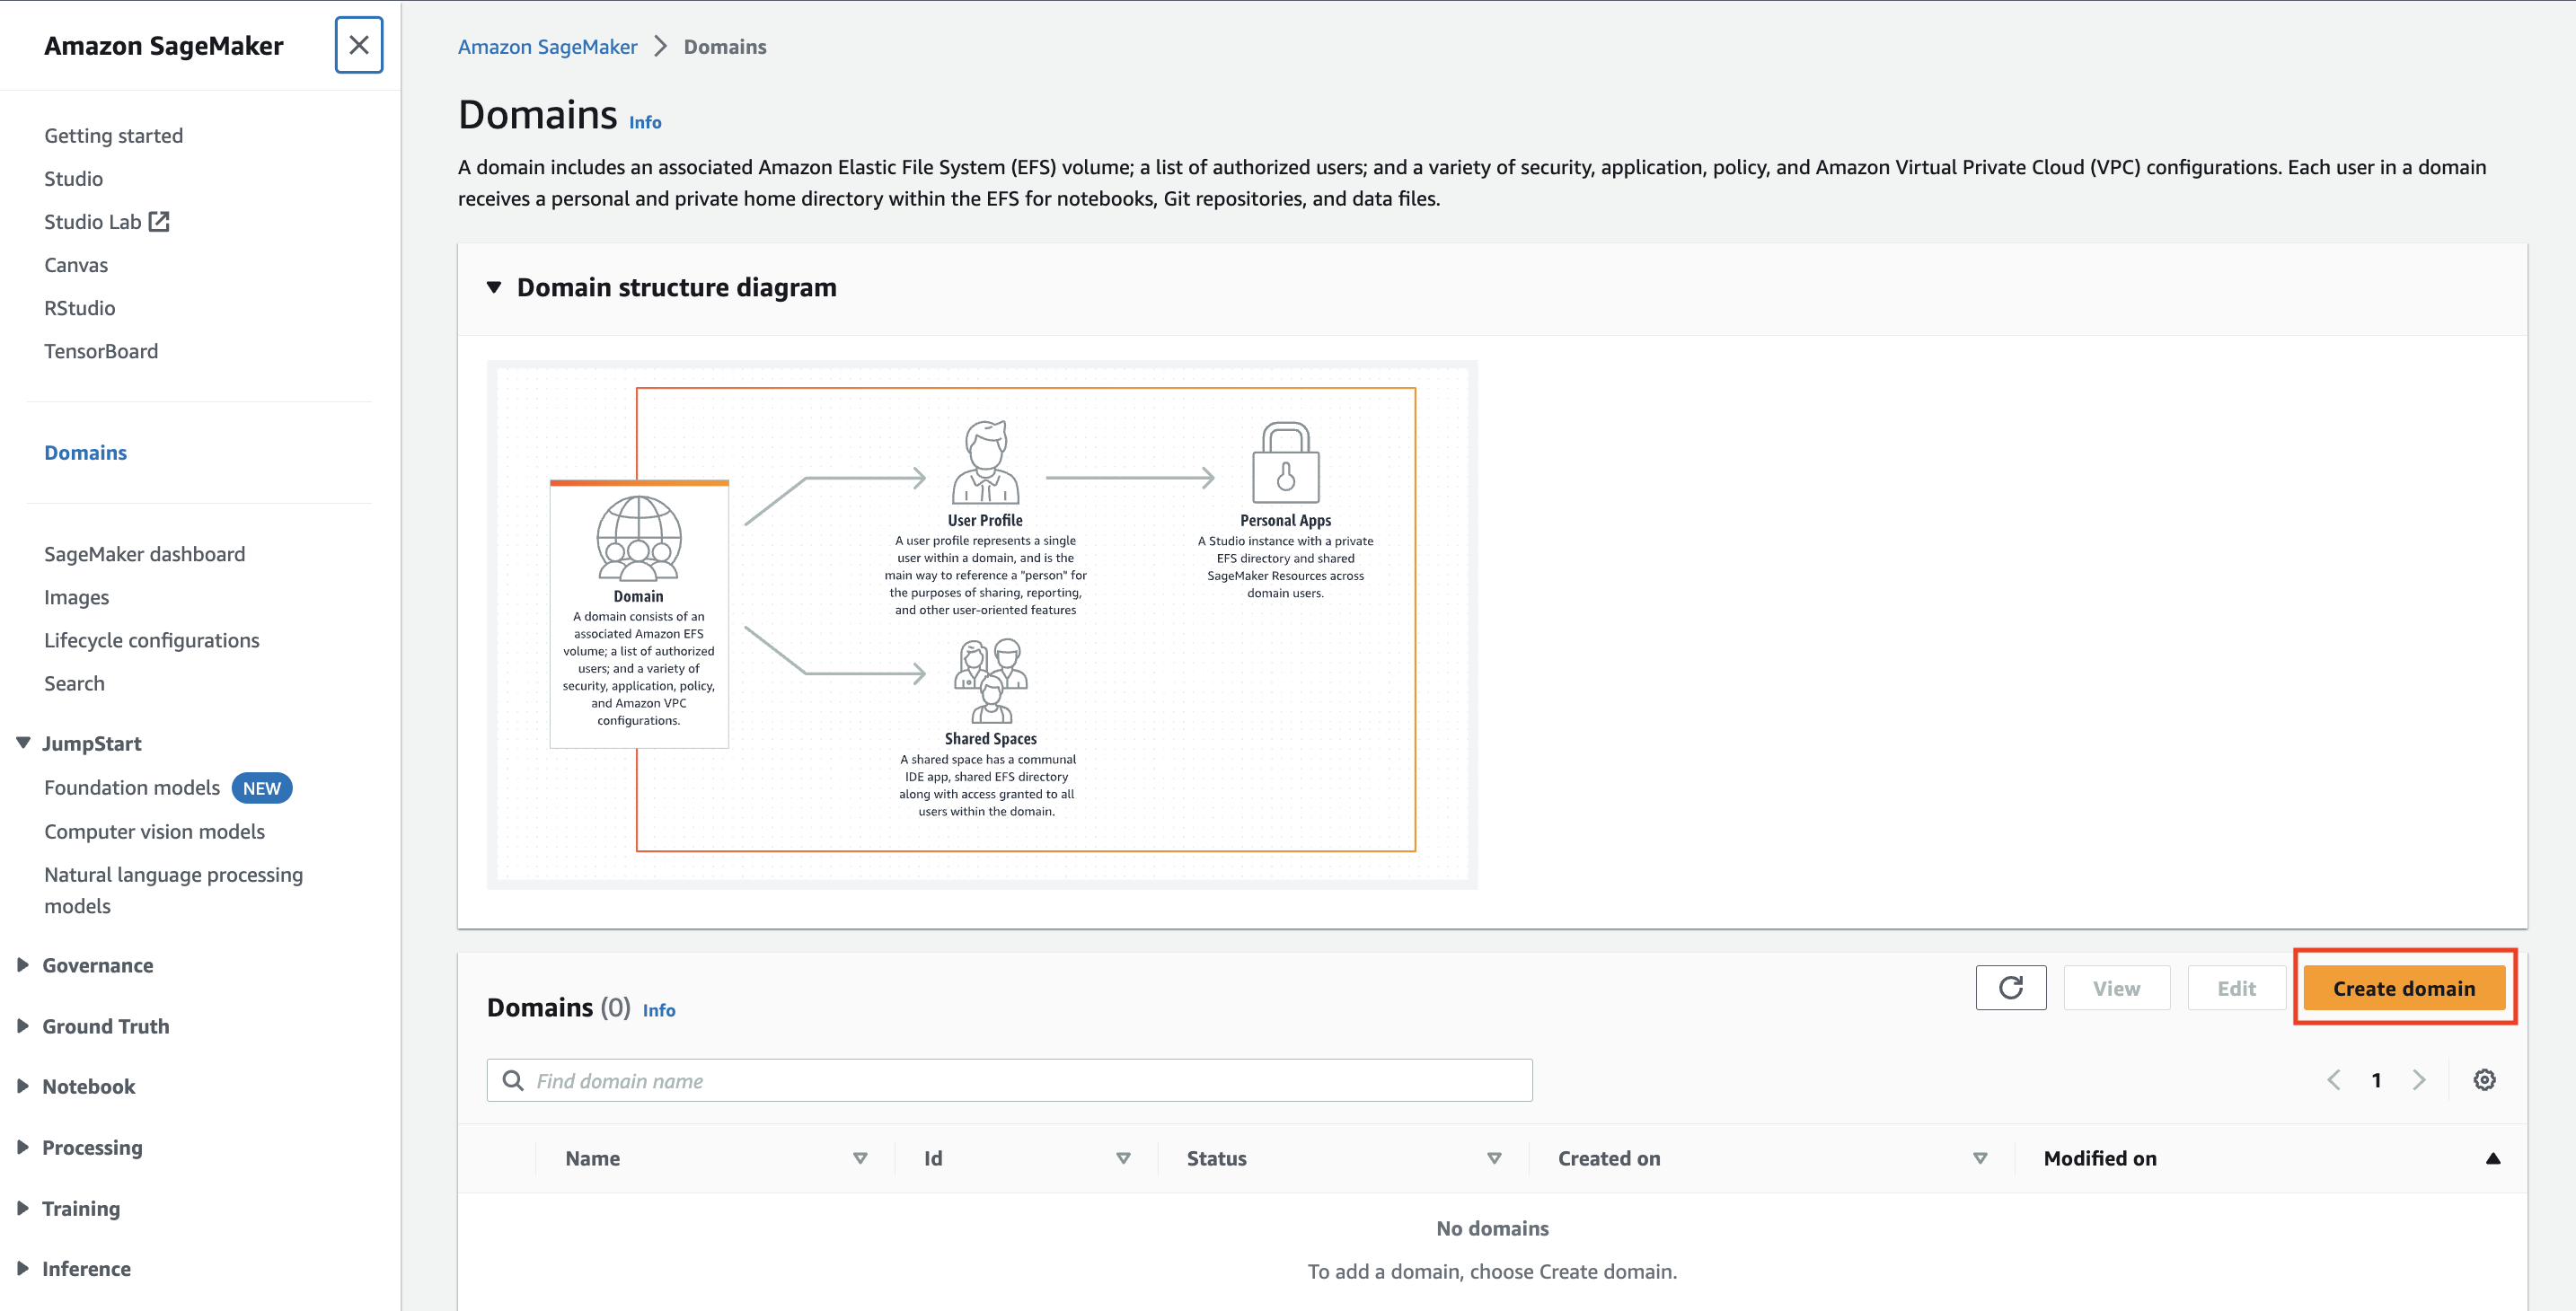 Amazon SageMaker
Getting started
Studio
Studio Lab
Canvas
RStudio
TensorBoard
Domains
SageMaker dashboard
Images
Lifecycle configurations
Search
JumpStart
Foundation models NEW
Computer vision models
Natural language processing
models
Governance
Ground Truth
Notebook
Processing
Training
Inference
Amazon SageMaker > Domains
Domains Info
A domain includes an associated Amazon Elastic File System (EFS) volume; a list of authorized users; and a variety of security, application, policy, and Amazon Virtual Private Cloud (VPC) configurations. Each user in a domain
receives a personal and private home directory within the EFS for notebooks, Git repositories, and data files.
Domain structure diagram
Domain
A domain consists of an
associated Amazon EFS
volume; a list of authorized
users; and a variety of
security, application, policy,
and Amazon VPC
configurations.
User Profile
A user profile represents a single
user within a domain, and is the
main way to reference a "person" for
the purposes of sharing, reporting,
and other user-oriented features
Personal Apps
A Studio instance with a private
EFS directory and shared
SageMaker Resources across
domain users.
Shared Spaces
A shared space has a communal
IDE app, shared EFS directory
along with access granted to all
users within the domain.
Domains (0) Info
View
Edit
Create domain
Find domain name
1
Name
Id
Status
Created on
Modified on
No domains
To add a domain, choose Create domain.